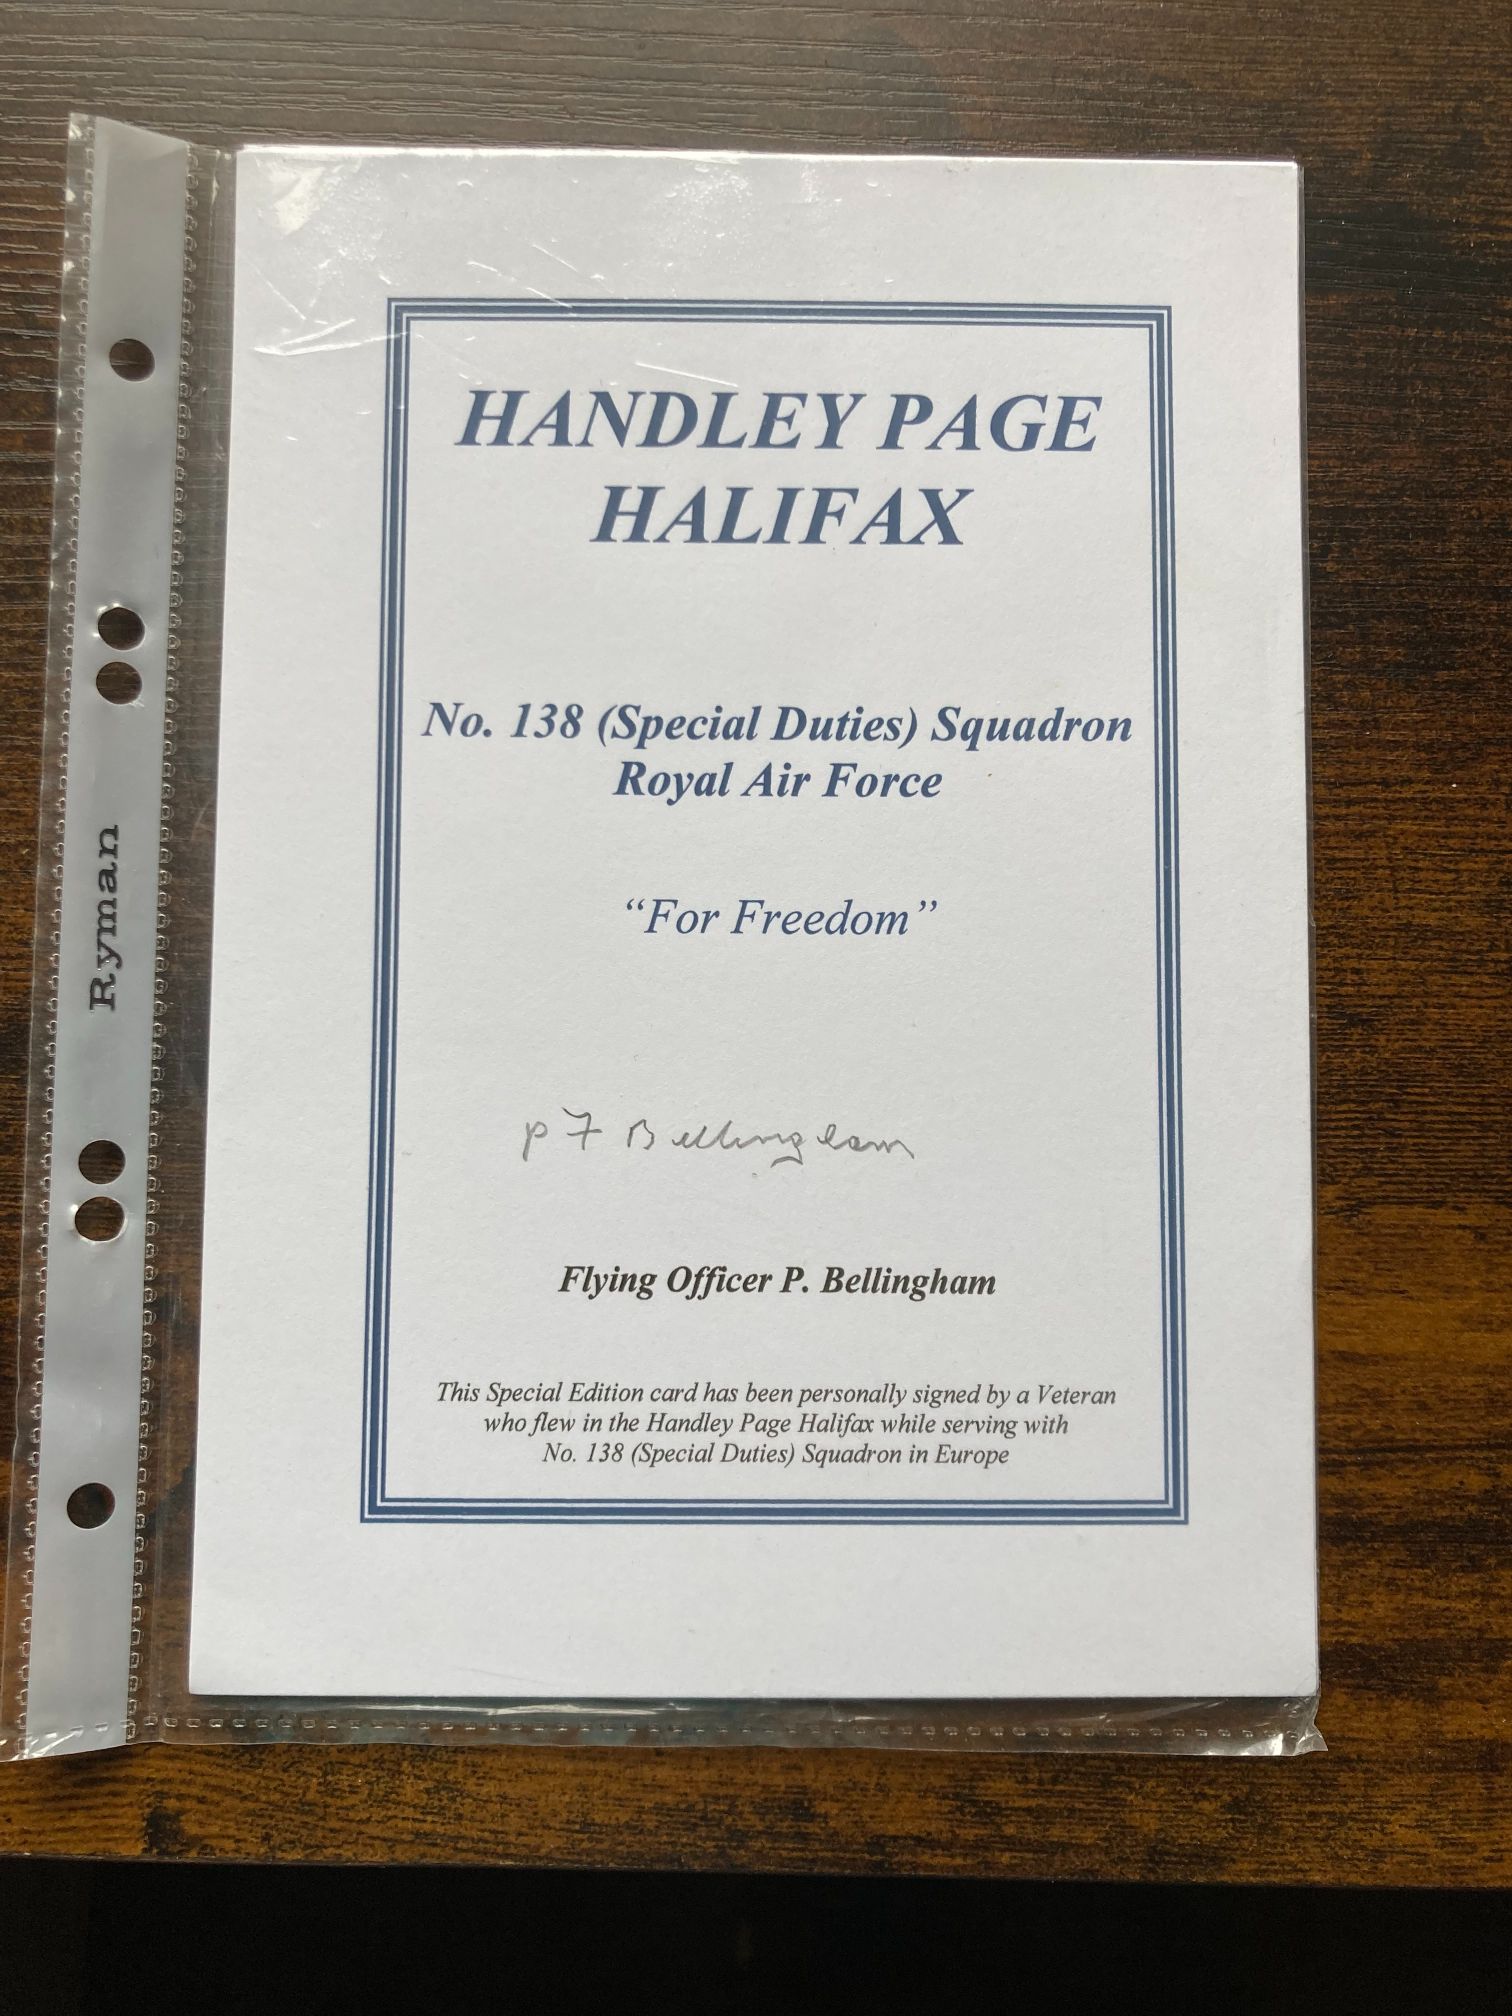 HANDLEY PAGE
HALIFAX
No. 138 (Special Duties) Squadron
Royal Air Force
“For Freedom”
P F Bellingham
Flying Officer P. Bellingham
This Special Edition card has been personally signed by a Veteran
who flew in the Handley Page Halifax while serving with
No. 138 (Special Duties) Squadron in Europe
Ryman